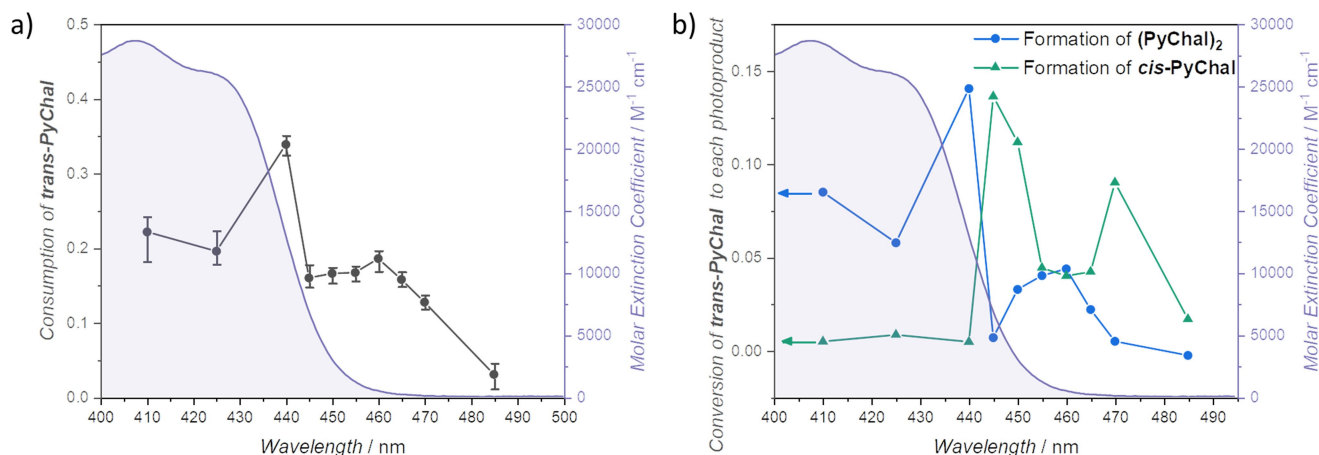 a)
0.5
0.4
0.3
0.2
0.1
0.0
Consumption of trans-PyChal
30000
25000
20000
15000
10000
5000
0
Molar Extinction Coefficient / M⁻¹ cm⁻¹
400 410 420 430 440 450 460 470 480 490 500
Wavelength / nm
b)
0.15
0.10
0.05
0.00
Conversion of trans-PyChal to each photoproduct
Formation of (PyChal)₂
Formation of cis-PyChal
30000
25000
20000
15000
10000
5000
0
Molar Extinction Coefficient / M⁻¹ cm⁻¹
400 410 420 430 440 450 460 470 480 490
Wavelength / nm